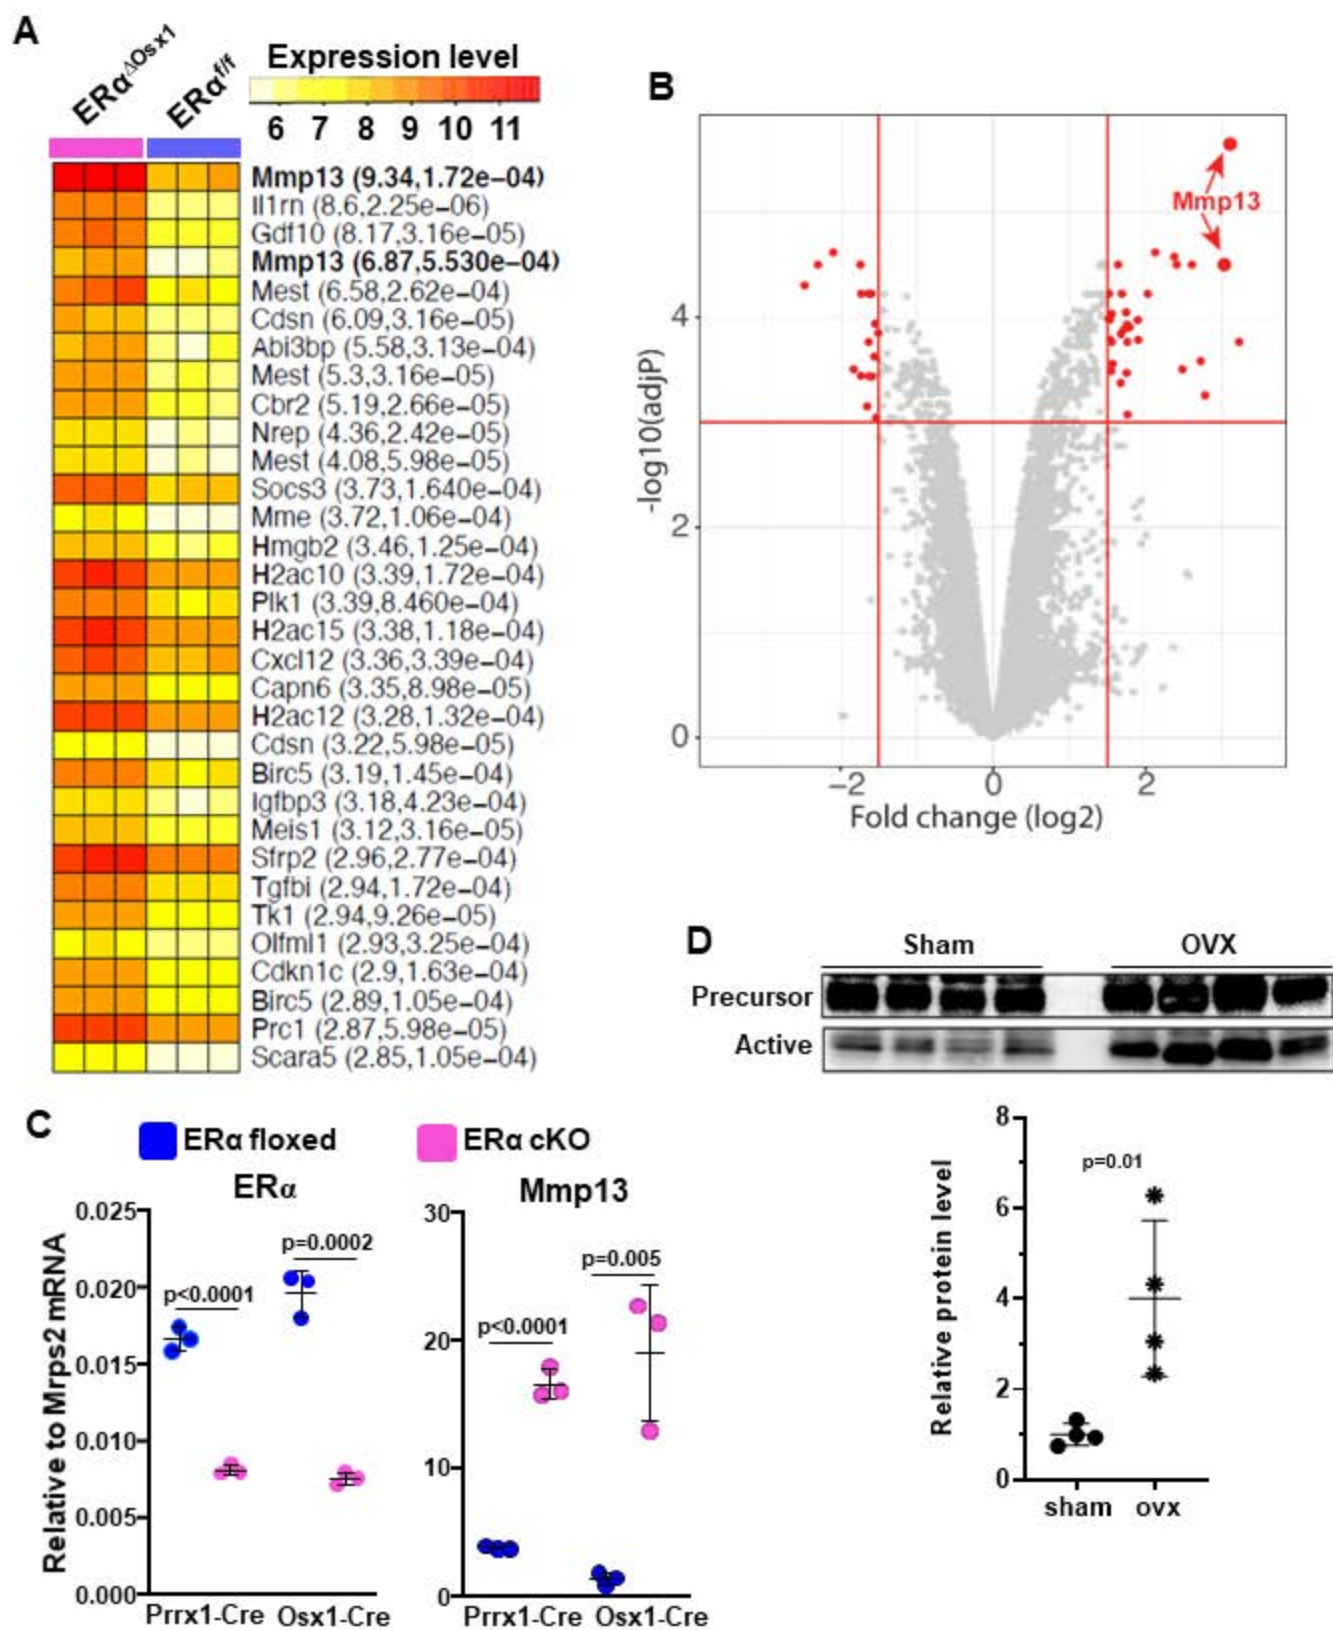 A
ERα^ΔOsx1
ERα^f/f
Expression level
6 7 8 9 10 11
Mmp13 (9.34,1.72e−04)
Il1rn (8.6,2.25e−06)
Gdf10 (8.17,3.16e−05)
Mmp13 (6.87,5.530e−04)
Mest (6.58,2.62e−04)
Cdsn (6.09,3.16e−05)
Abi3bp (5.58,3.13e−04)
Mest (5.3,3.16e−05)
Cbr2 (5.19,2.66e−05)
Nrep (4.36,2.42e−05)
Mest (4.08,5.98e−05)
Socs3 (3.73,1.640e−04)
Mme (3.72,1.06e−04)
Hmgb2 (3.46,1.25e−04)
H2ac10 (3.39,1.72e−04)
Plk1 (3.39,8.460e−04)
H2ac15 (3.38,1.18e−04)
Cxcl12 (3.36,3.39e−04)
Capn6 (3.35,8.98e−05)
H2ac12 (3.28,1.32e−04)
Cdsn (3.22,5.98e−05)
Birc5 (3.19,1.45e−04)
Igfbp3 (3.18,4.23e−04)
Meis1 (3.12,3.16e−05)
Sfrp2 (2.96,2.77e−04)
Tgfbi (2.94,1.72e−04)
Tk1 (2.94,9.26e−05)
Olfml1 (2.93,3.25e−04)
Cdkn1c (2.9,1.63e−04)
Birc5 (2.89,1.05e−04)
Prc1 (2.87,5.98e−05)
Scara5 (2.85,1.05e−04)
B
Mmp13
-log10(adjP)
4
2
0
−2 0 2
Fold change (log2)
C
ERα floxed
ERα cKO
ERα
Relative to Mrps2 mRNA
0.025
0.020
0.015
0.010
0.005
0.000
p<0.0001
p=0.0002
Prrx1-Cre Osx1-Cre
Mmp13
30
20
10
0
p<0.0001
p=0.005
Prrx1-Cre Osx1-Cre
D
Sham OVX
Precursor
Active
Relative protein level
8
6
4
2
0
p=0.01
sham ovx